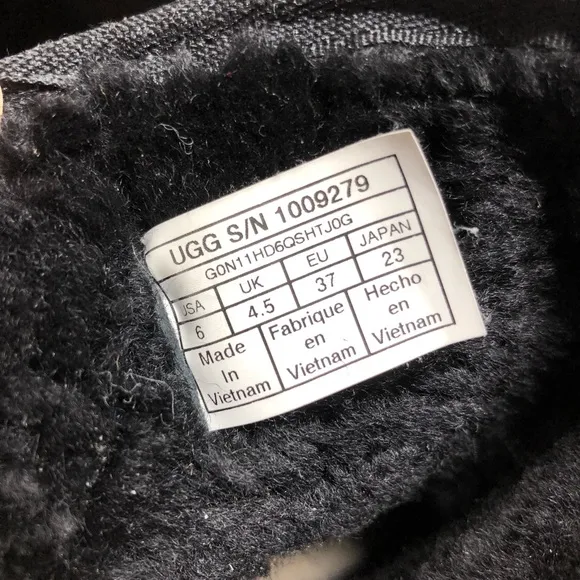 UGG S/N 1009279
G0N11HD6QSHTJ0G
USA UK EU JAPAN
6 4.5 37 23
Made In Vietnam
Fabrique en Vietnam
Hecho en Vietnam